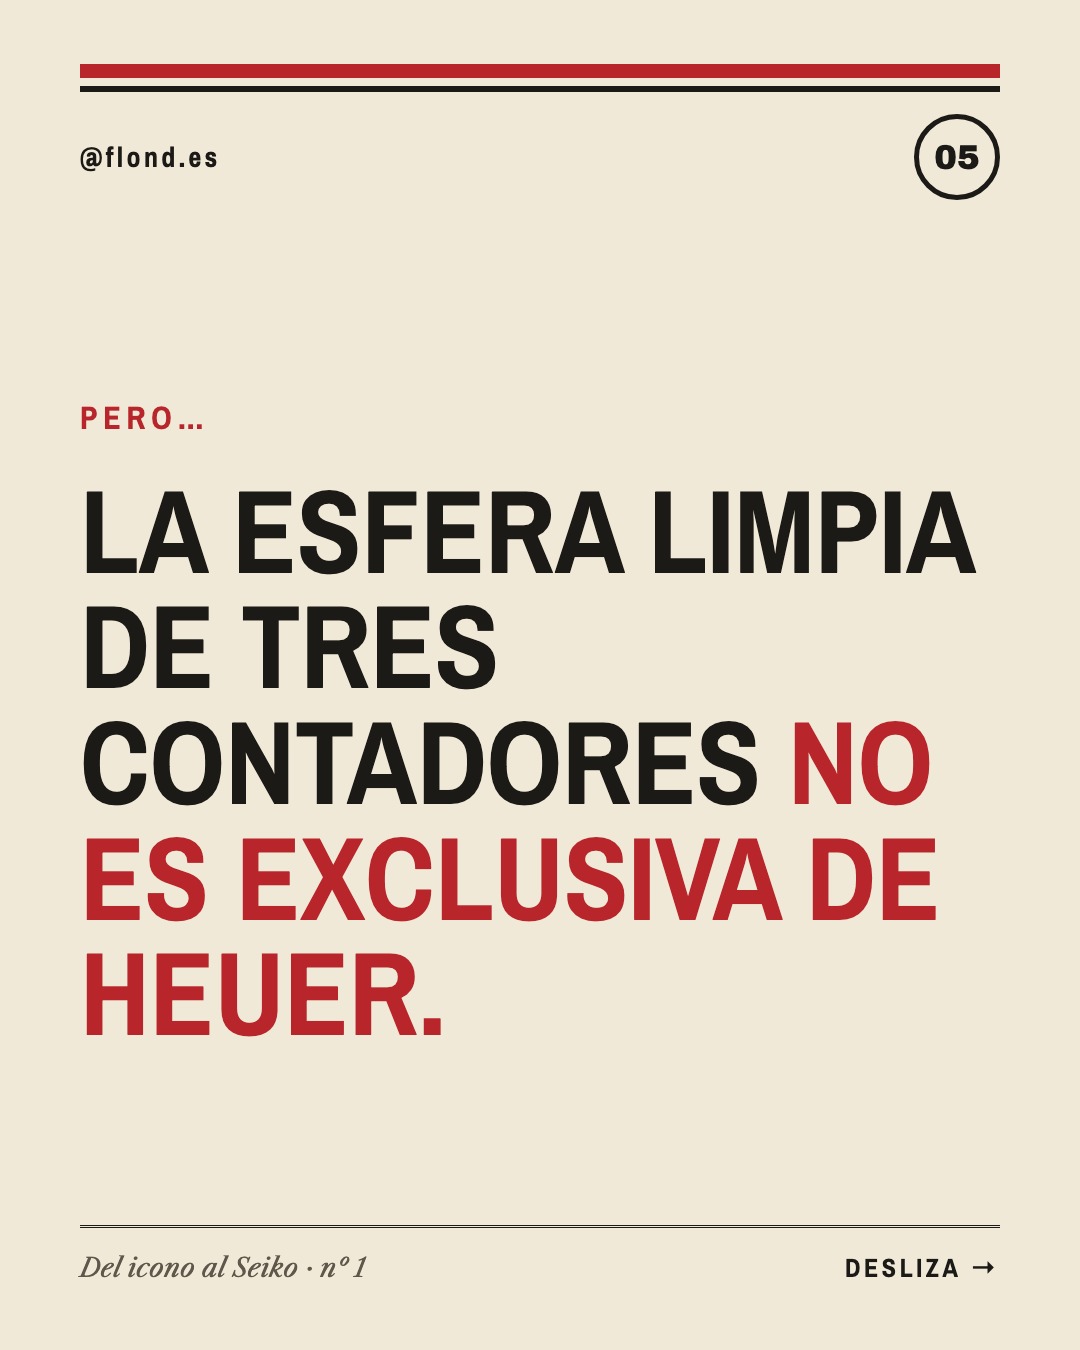 @flond.es
05
PERO...
LA ESFERA LIMPIA
DE TRES
CONTADORES NO
ES EXCLUSIVA DE
HEUER.
Del icono al Seiko · nº 1
DESLIZA →